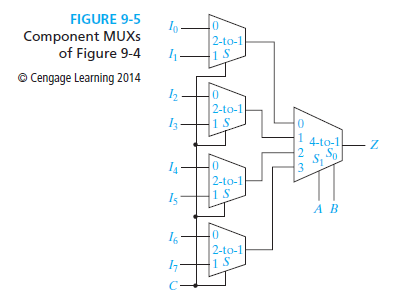 FIGURE 9-5
Component MUXs
of Figure 9-4
© Cengage Learning 2014
I0
0
2-to-1
I1
1 S
I2
0
2-to-1
I3
1 S
0
1 4-to-1
2 S1 S0
3
Z
A B
I4
0
2-to-1
I5
1 S
I6
0
2-to-1
I7
1 S
C